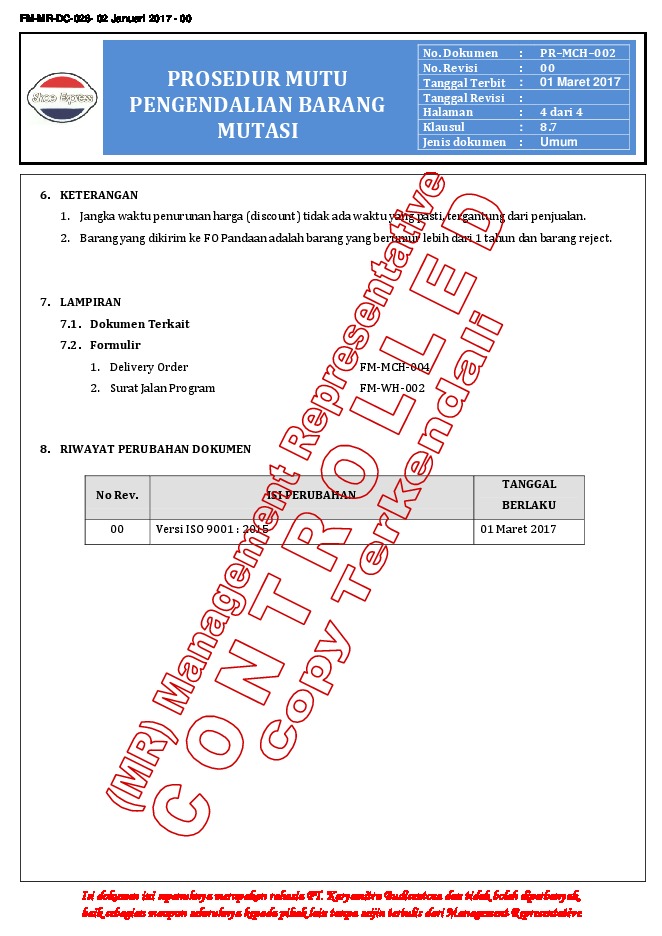 FM-MR-DC-023- 02 Januari 2017 - 00
Shoe Express
PROSEDUR MUTU
PENGENDALIAN BARANG
MUTASI
No.Dokumen : PR-MCH-002
No.Revisi : 00
Tanggal Terbit : 01 Maret 2017
Tanggal Revisi :
Halaman : 4 dari 4
Klausul : 8.7
Jenis dokumen : Umum
6. KETERANGAN
1. Jangka waktu penurunan harga (discount) tidak ada waktu yang pasti, tergantung dari penjualan.
2. Barang yang dikirim ke FO Pandaan adalah barang yang berumur lebih dari 1 tahun dan barang reject.
7. LAMPIRAN
7.1. Dokumen Terkait
7.2. Formulir
1. Delivery Order FM-MCH-004
2. Surat Jalan Program FM-WH-002
8. RIWAYAT PERUBAHAN DOKUMEN
No Rev. ISI PERUBAHAN TANGGAL BERLAKU
00 Versi ISO 9001 : 2015 01 Maret 2017
(MR) Management Representative
CONTROLLED
Copy Terkendali
Isi dokumen ini sepenuhnya merupakan rahasia PT. Karyamitra Budisentosa dan tidak boleh diperbanyak,
baik sebagian maupun seluruhnya kepada pihak lain tanpa seijin tertulis dari Management Representative